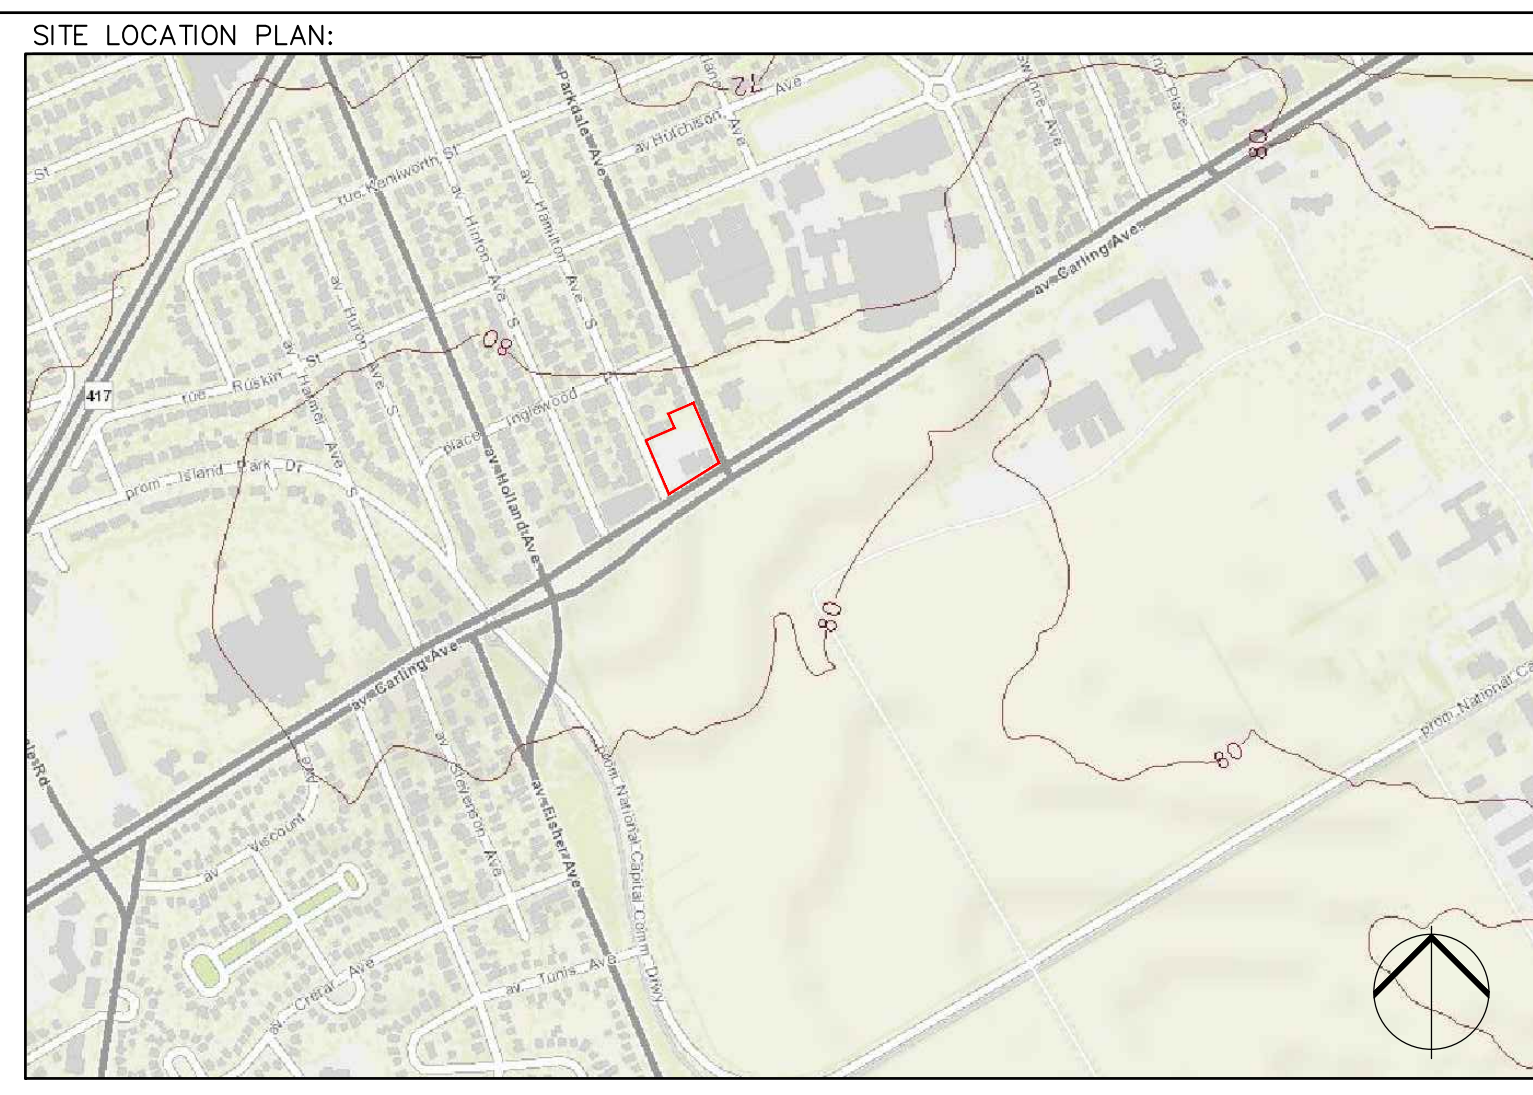 SITE LOCATION PLAN:
72
Ave
av Hutchison
Ave
Parkdale Ave
Place
80
St
rue Kenilworth St
av Hinton Ave S
av Hamilton Ave S
av Carling Ave
av Huron Ave S
80
417
rue Ruskin St
av Harmer Ave S
place Inglewood
prom Island Park Dr
av Holland Ave
80
av Carling Ave
prom National Ca
80
Rd
Ave
av Viscount
av Stevenson Ave
av Fisher Ave
prom National Capital Comm Drwy
av Crerar Ave
av Tunis Ave